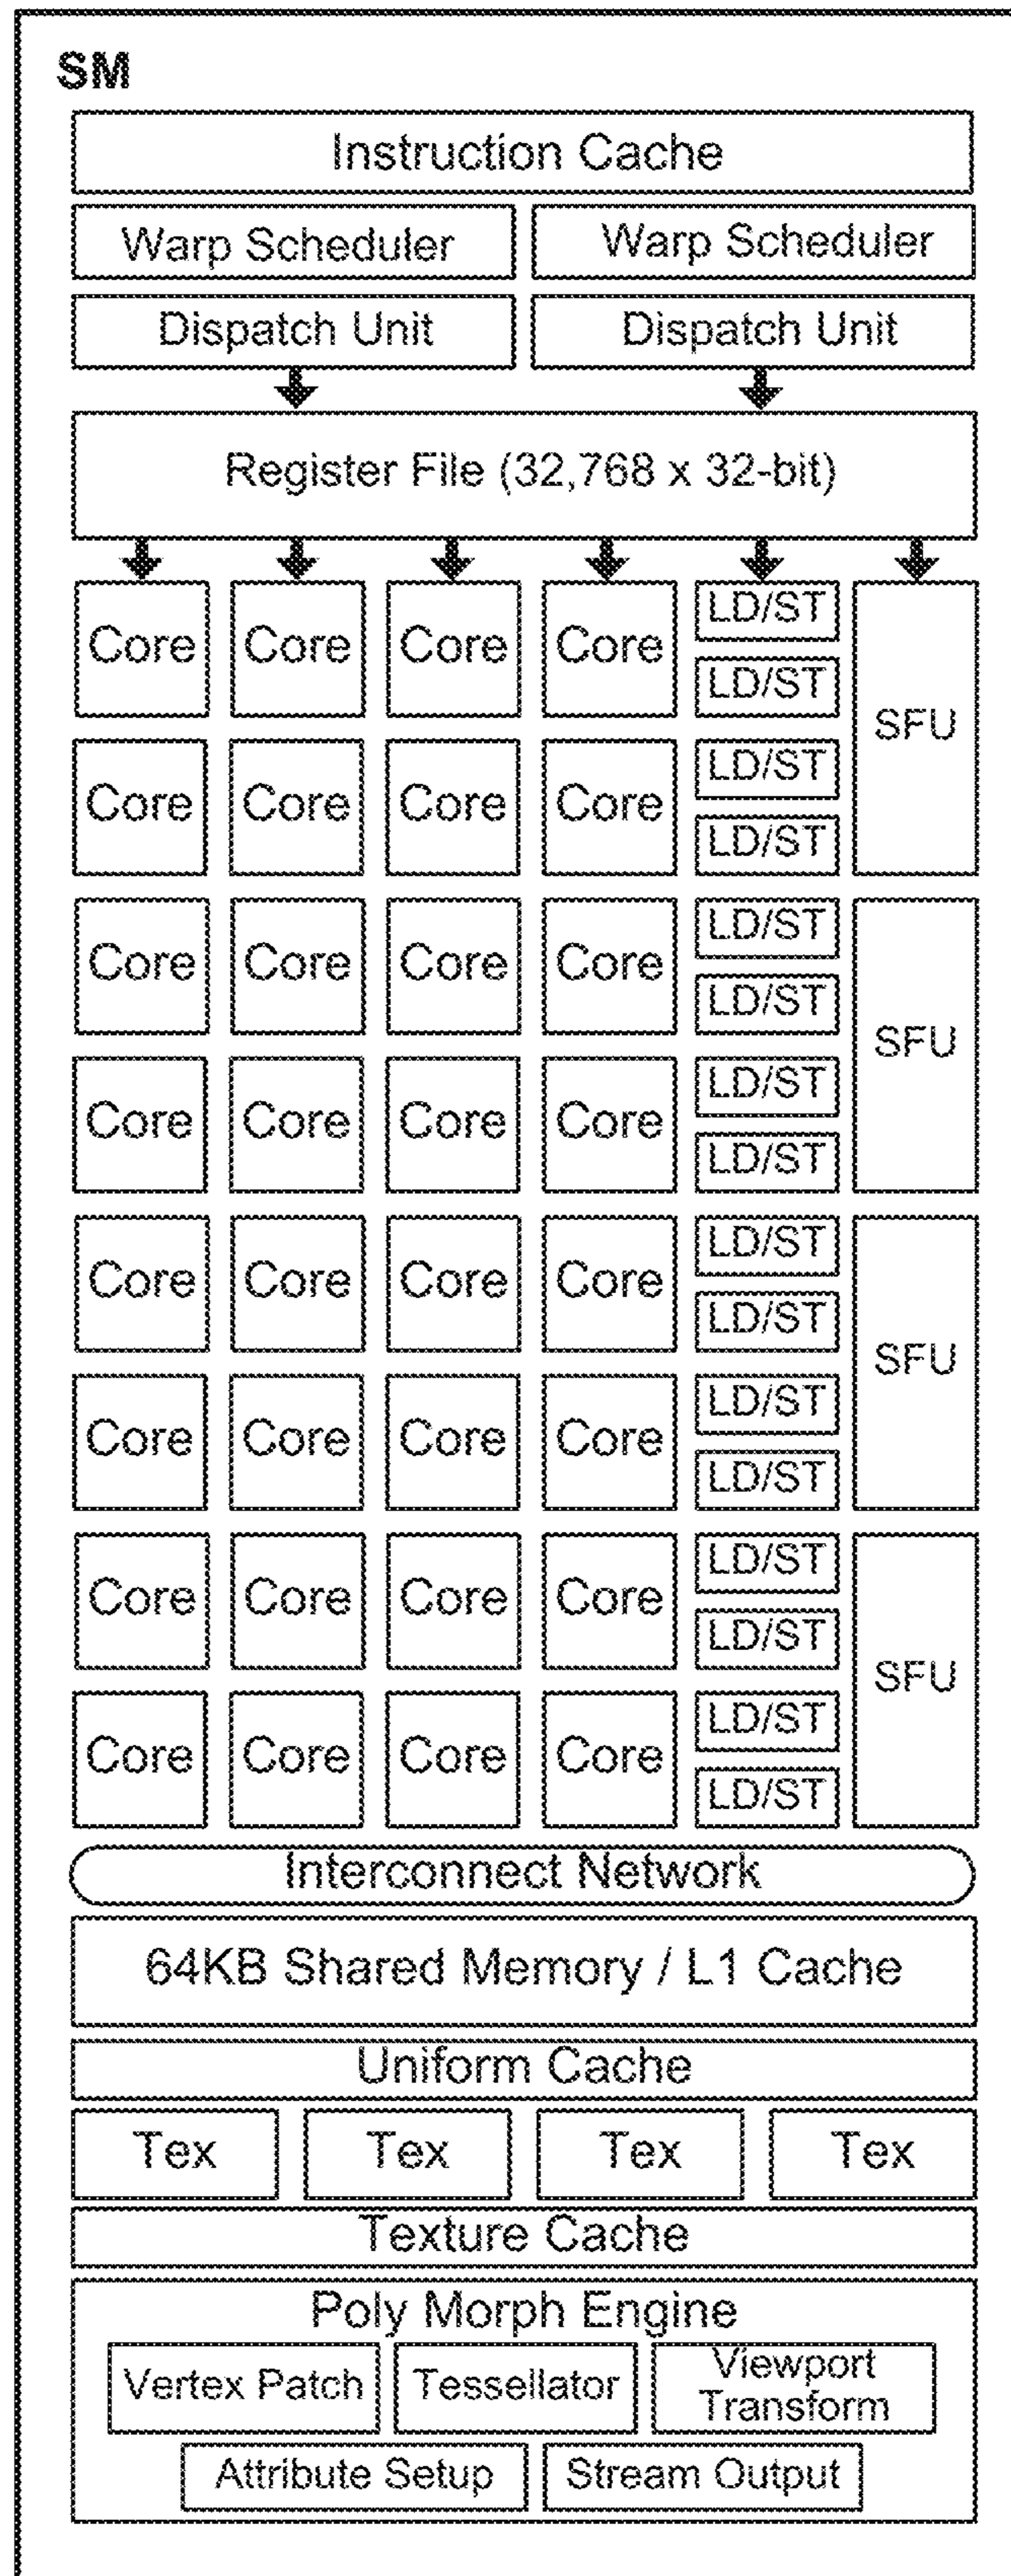 SM
Instruction Cache
Warp Scheduler Warp Scheduler
Dispatch Unit Dispatch Unit
Register File (32,768 x 32-bit)
Core Core Core Core LD/ST
LD/ST
SFU
Core Core Core Core LD/ST
LD/ST
Core Core Core Core LD/ST
LD/ST
SFU
Core Core Core Core LD/ST
LD/ST
Core Core Core Core LD/ST
LD/ST
SFU
Core Core Core Core LD/ST
LD/ST
Core Core Core Core LD/ST
LD/ST
SFU
Core Core Core Core LD/ST
LD/ST
Interconnect Network
64KB Shared Memory / L1 Cache
Uniform Cache
Tex Tex Tex Tex
Texture Cache
Poly Morph Engine
Vertex Patch Tessellator Viewport
Transform
Attribute Setup Stream Output